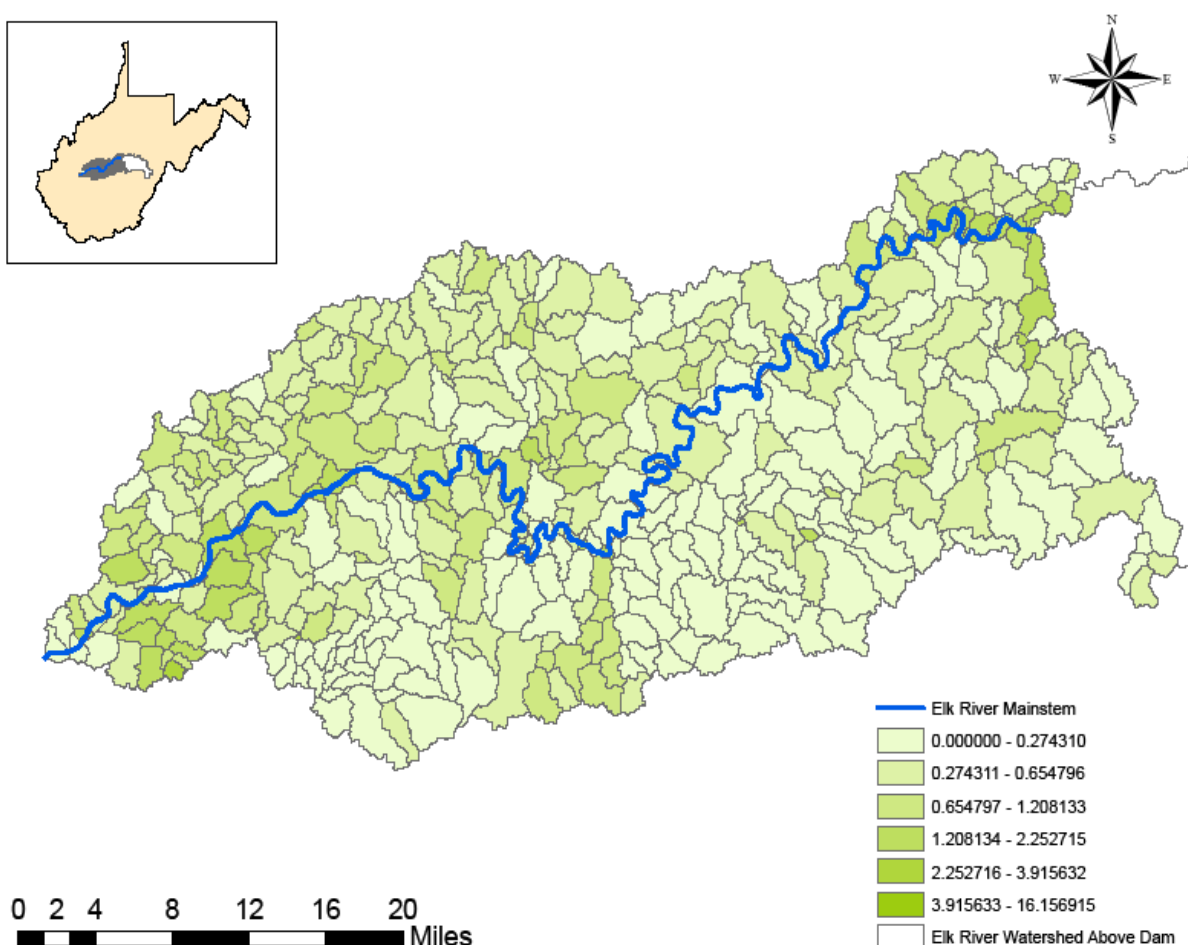 N
W
E
S
Elk River Mainstem
0.000000 - 0.274310
0.274311 - 0.654796
0.654797 - 1.208133
1.208134 - 2.252715
2.252716 - 3.915632
3.915633 - 16.156915
Elk River Watershed Above Dam
0 2 4 8 12 16 20
Miles